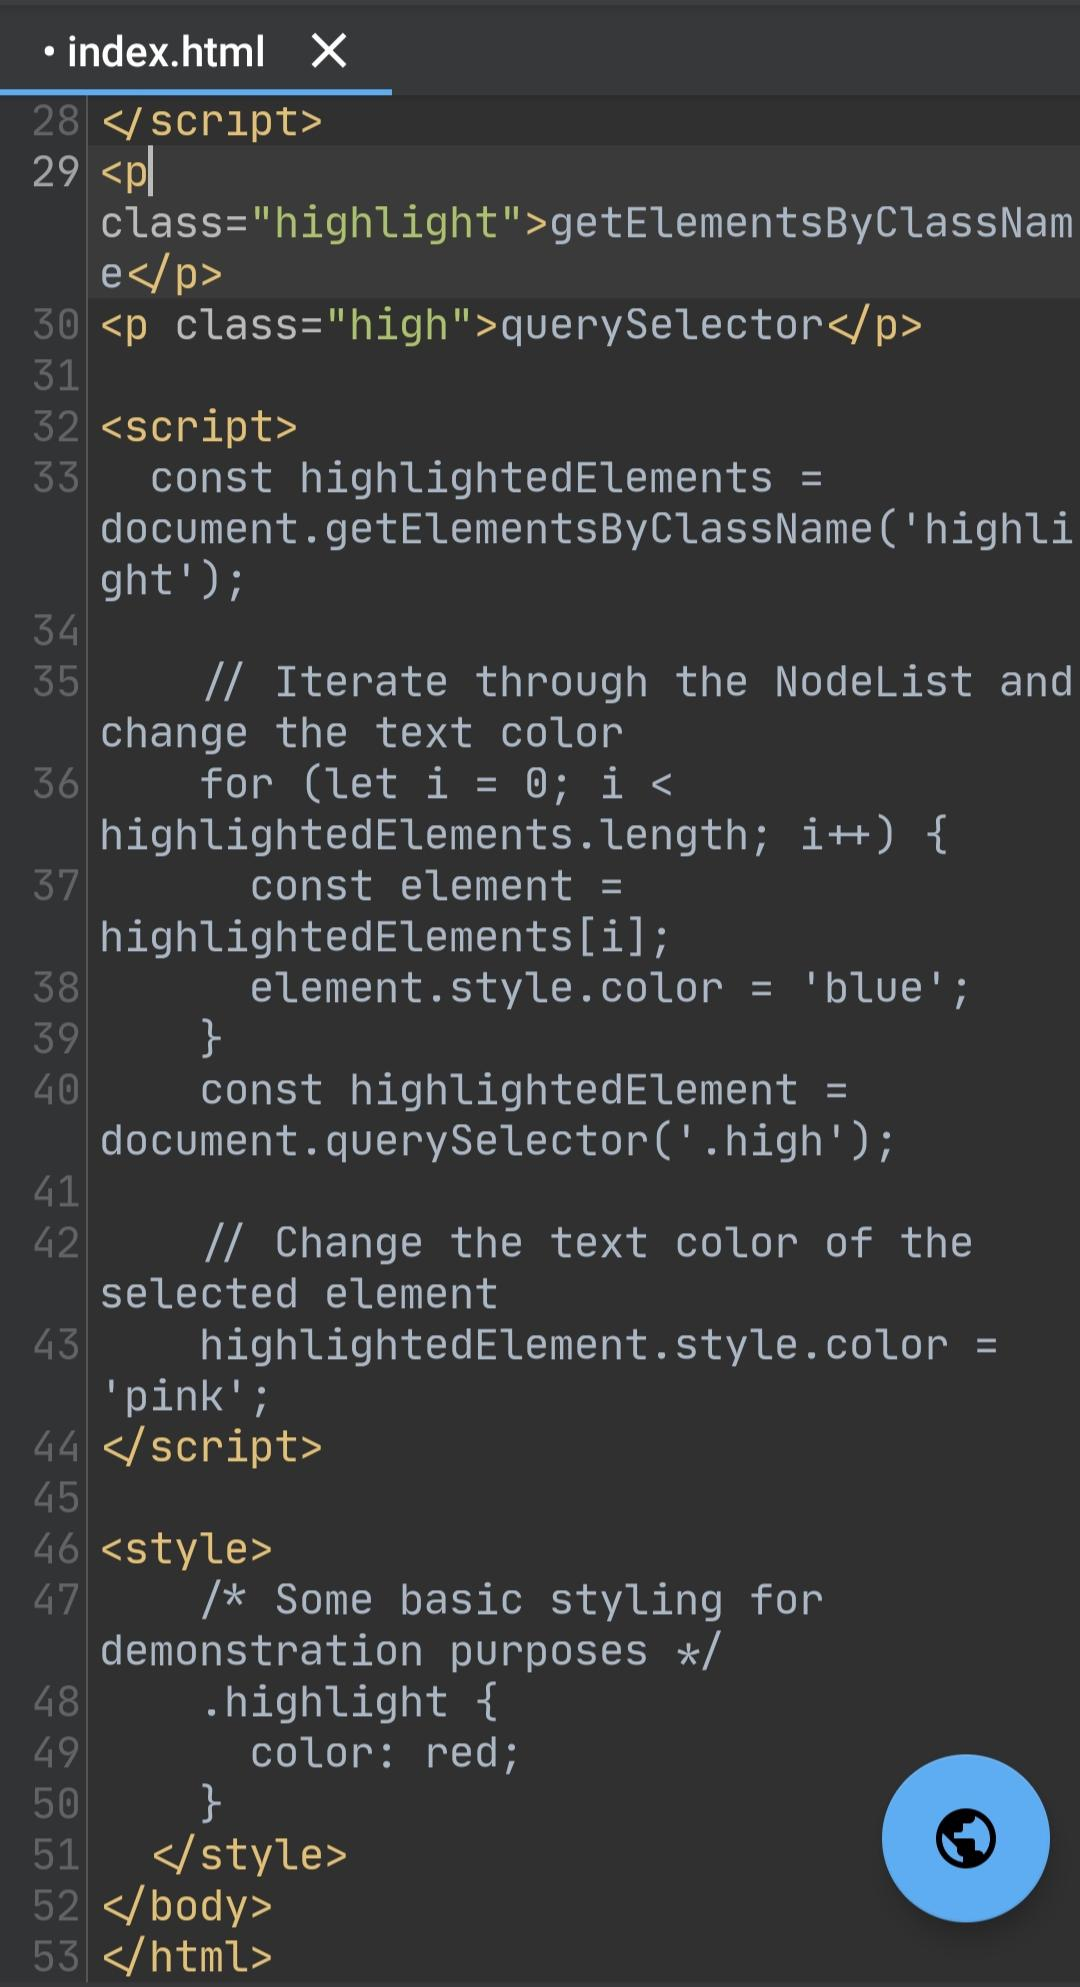 • index.html
28 </script>
29 <p
class="highlight">getElementsByClassNam
e</p>
30 <p class="high">querySelector</p>
31
32 <script>
33   const highlightedElements =
document.getElementsByClassName('highli
ght');
34
35     // Iterate through the NodeList and
change the text color
36     for (let i = 0; i <
highlightedElements.length; i++) {
37       const element =
highlightedElements[i];
38       element.style.color = 'blue';
39     }
40     const highlightedElement =
document.querySelector('.high');
41
42     // Change the text color of the
selected element
43     highlightedElement.style.color =
'pink';
44 </script>
45
46 <style>
47     /* Some basic styling for
demonstration purposes */
48     .highlight {
49       color: red;
50     }
51   </style>
52 </body>
53 </html>